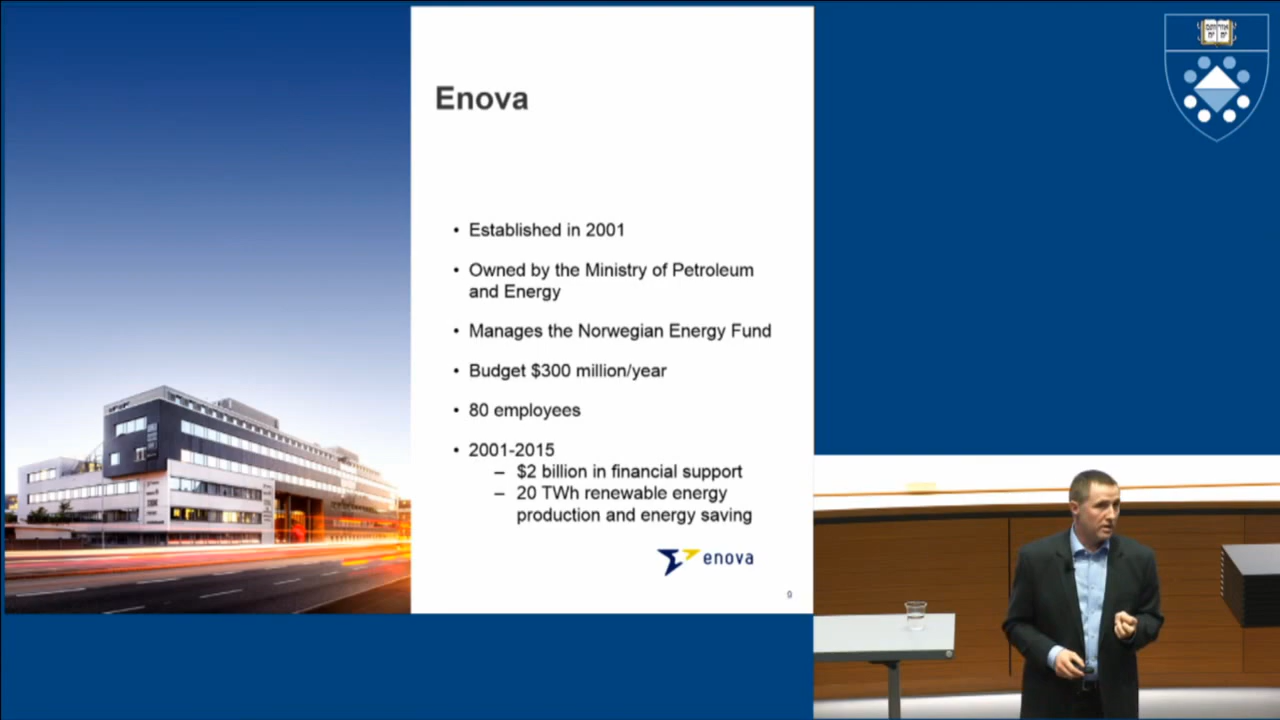 Enova
• Established in 2001
• Owned by the Ministry of Petroleum
and Energy
• Manages the Norwegian Energy Fund
• Budget $300 million/year
• 80 employees
• 2001-2015
– $2 billion in financial support
– 20 TWh renewable energy
production and energy saving
enova
9